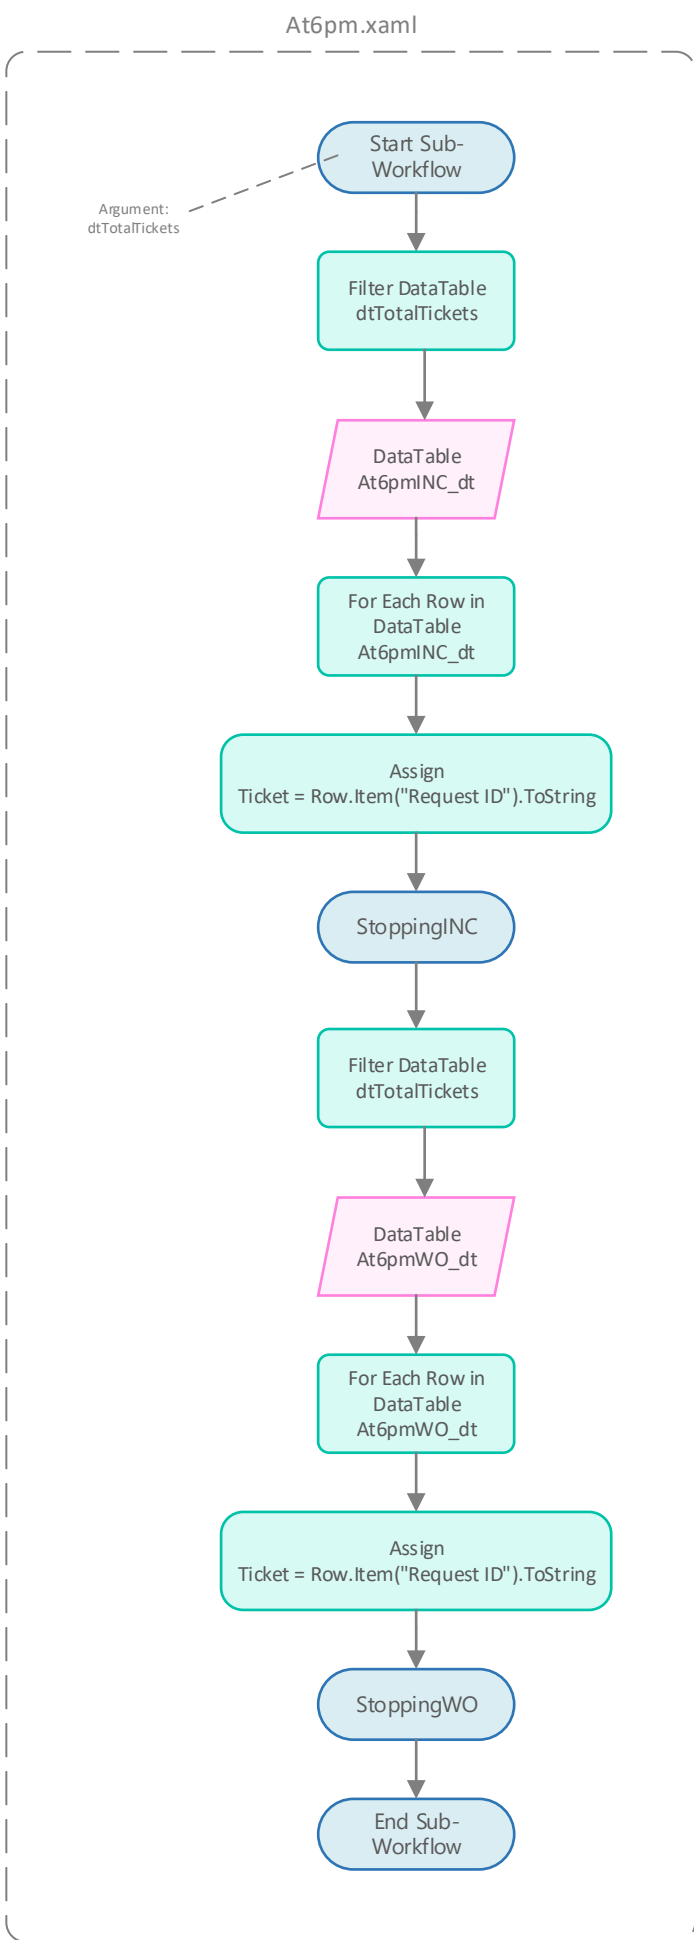 At6pm.xaml
Start Sub-
Workflow
Argument:
dtTotalTickets
Filter DataTable
dtTotalTickets
DataTable
At6pmINC_dt
For Each Row in
DataTable
At6pmINC_dt
Assign
Ticket = Row.Item("Request ID").ToString
StoppingINC
Filter DataTable
dtTotalTickets
DataTable
At6pmWO_dt
For Each Row in
DataTable
At6pmWO_dt
Assign
Ticket = Row.Item("Request ID").ToString
StoppingWO
End Sub-
Workflow